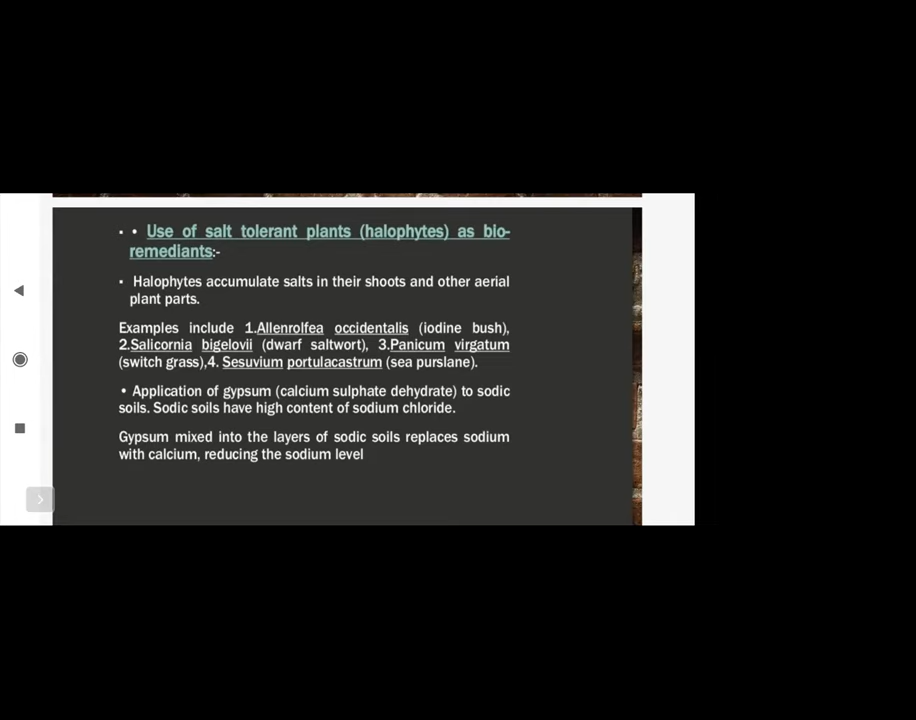 • • Use of salt tolerant plants (halophytes) as bio-
remediants:-
• Halophytes accumulate salts in their shoots and other aerial
plant parts.
Examples include 1.Allenrolfea occidentalis (iodine bush),
2.Salicornia bigelovii (dwarf saltwort), 3.Panicum virgatum
(switch grass),4. Sesuvium portulacastrum (sea purslane).
• Application of gypsum (calcium sulphate dehydrate) to sodic
soils. Sodic soils have high content of sodium chloride.
Gypsum mixed into the layers of sodic soils replaces sodium
with calcium, reducing the sodium level